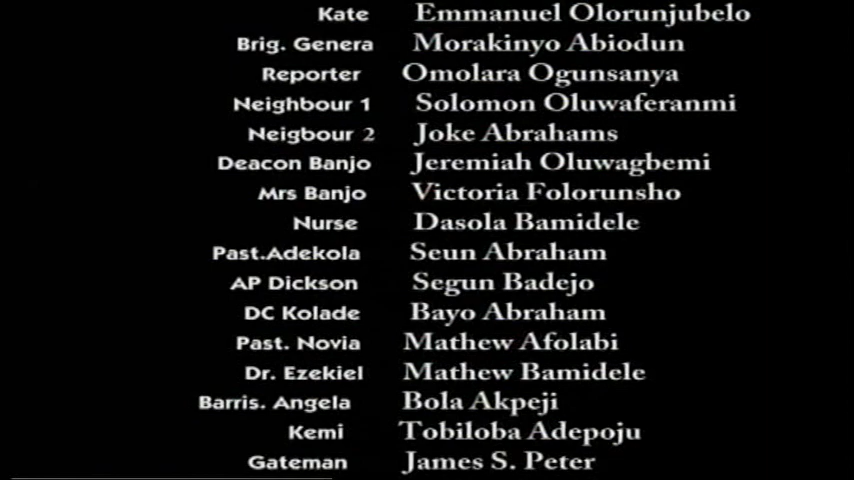 Kate Emmanuel Olorunjubelo
Brig. Genera Morakinyo Abiodun
Reporter Omolara Ogunsanya
Neighbour 1 Solomon Oluwaferanmi
Neigbour 2 Joke Abrahams
Deacon Banjo Jeremiah Oluwagbemi
Mrs Banjo Victoria Folorunsho
Nurse Dasola Bamidele
Past.Adekola Seun Abraham
AP Dickson Segun Badejo
DC Kolade Bayo Abraham
Past. Novia Mathew Afolabi
Dr. Ezekiel Mathew Bamidele
Barris. Angela Bola Akpeji
Kemi Tobiloba Adepoju
Gateman James S. Peter